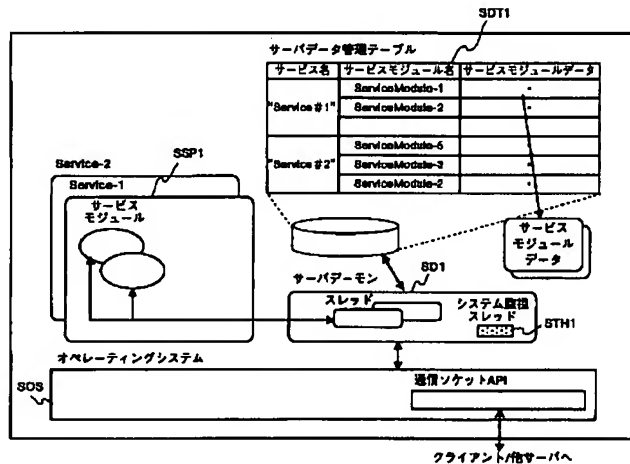 SDT1
サーバデータ管理テーブル
サービス名 サービスモジュール名 サービスモジュールデータ
"Service#1" ServiceModule-1
ServiceModule-2
"Service#2" ServiceModule-5
ServiceModule-3
ServiceModule-2
Service-2 SSP1
Service-1
サービス
モジュール
サービス
モジュール
データ
サーバデーモン SD1
スレッド システム監視
スレッド
STH1
オペレーティングシステム
SOS 通信ソケットAPI
クライアント/他サーバへ